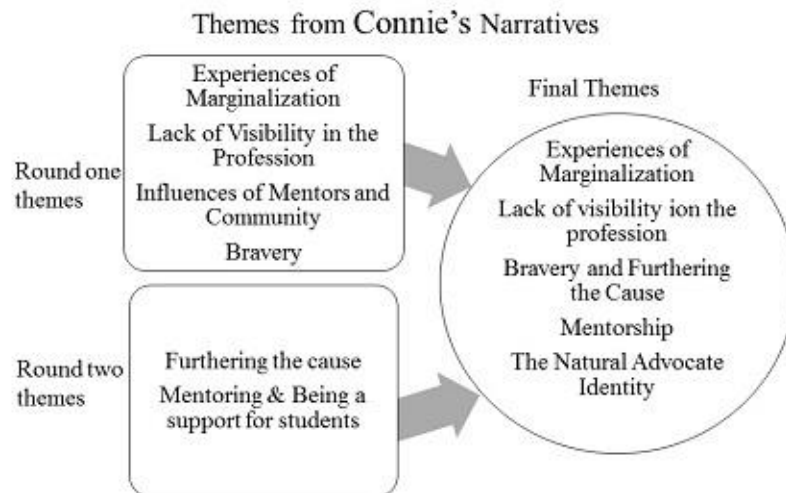 Themes from Connie's Narratives
Round one
themes
Experiences of
Marginalization
Lack of Visibility in the
Profession
Influences of Mentors and
Community
Bravery
Round two
themes
Furthering the cause
Mentoring & Being a
support for students
Final Themes
Experiences of
Marginalization
Lack of visibility ion the
profession
Bravery and Furthering
the Cause
Mentorship
The Natural Advocate
Identity